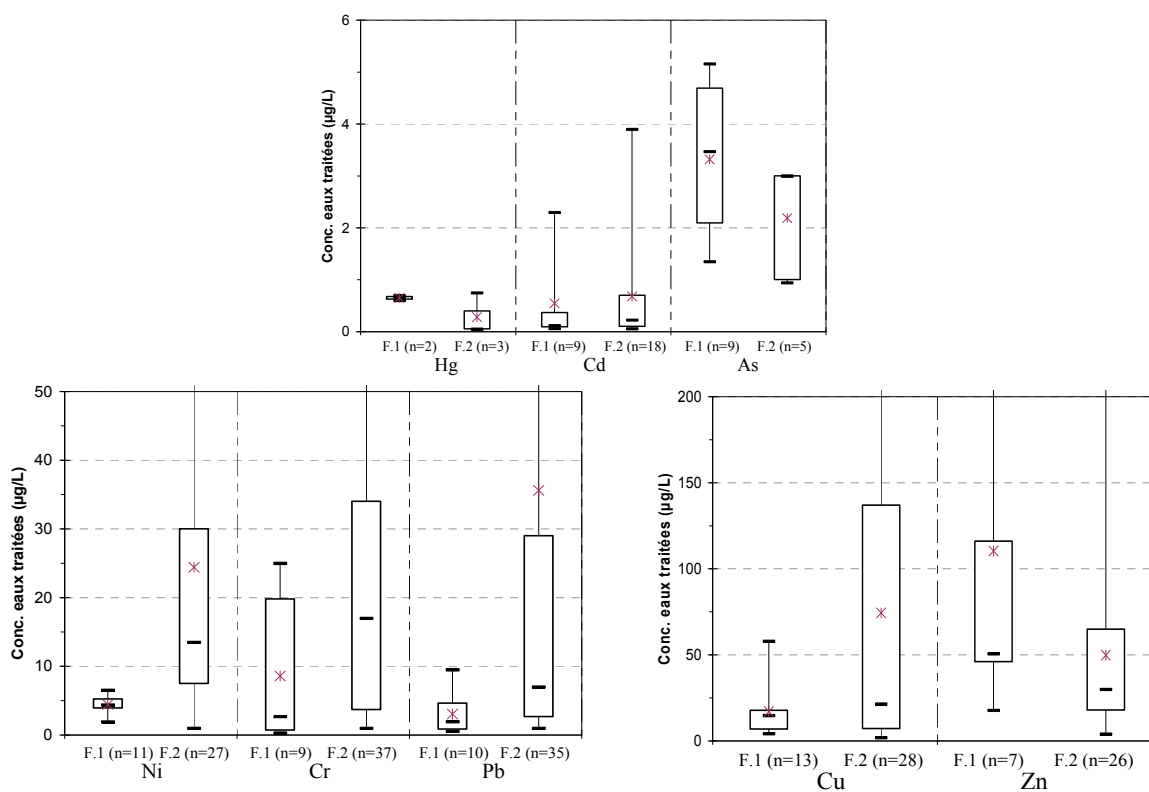 Conc. eaux traitées (µg/L)
6
4
2
0
F.1 (n=2) F.2 (n=3) F.1 (n=9) F.2 (n=18) F.1 (n=9) F.2 (n=5)
Hg Cd As
Conc. eaux traitées (µg/L)
50
40
30
20
10
0
F.1 (n=11) F.2 (n=27) F.1 (n=9) F.2 (n=37) F.1 (n=10) F.2 (n=35)
Ni Cr Pb
Conc. eaux traitées (µg/L)
200
150
100
50
0
F.1 (n=13) F.2 (n=28) F.1 (n=7) F.2 (n=26)
Cu Zn